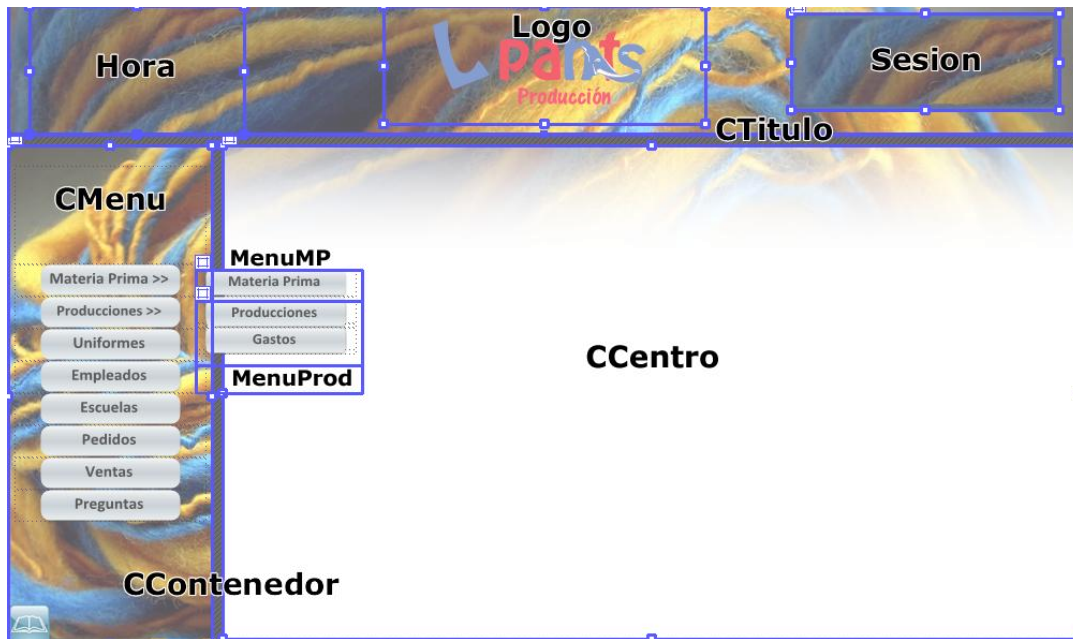 Hora
Logo
Sesion
L pants
Producción
CTitulo
CMenu
MenuMP
Materia Prima >>
Materia Prima
Producciones >>
Producciones
Uniformes
Gastos
CCentro
Empleados
MenuProd
Escuelas
Pedidos
Ventas
Preguntas
CContenedor